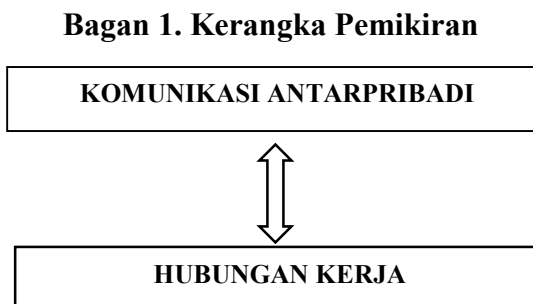 Bagan 1. Kerangka Pemikiran
KOMUNIKASI ANTARPRIBADI
HUBUNGAN KERJA